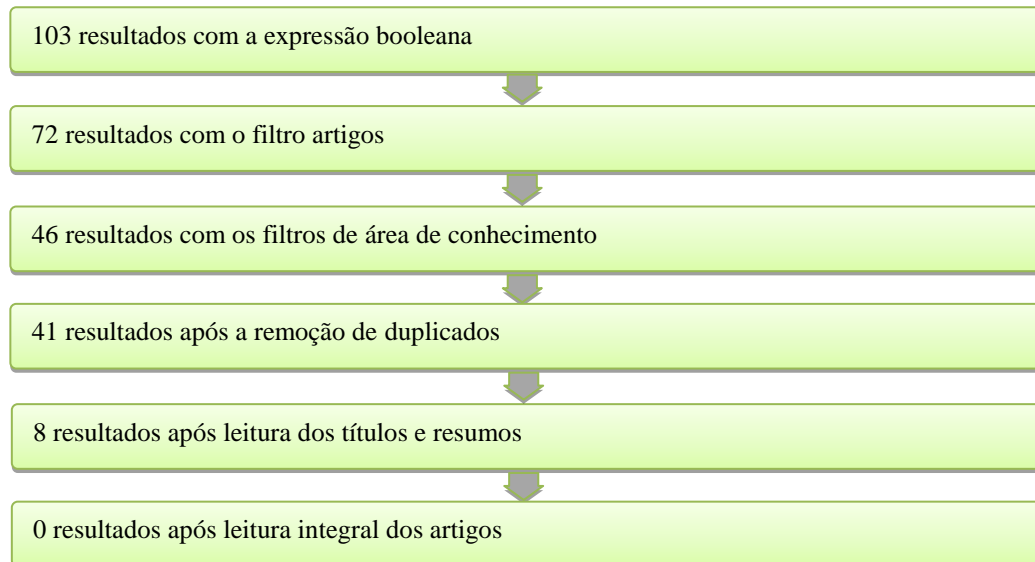 103 resultados com a expressão booleana
72 resultados com o filtro artigos
46 resultados com os filtros de área de conhecimento
41 resultados após a remoção de duplicados
8 resultados após leitura dos títulos e resumos
0 resultados após leitura integral dos artigos